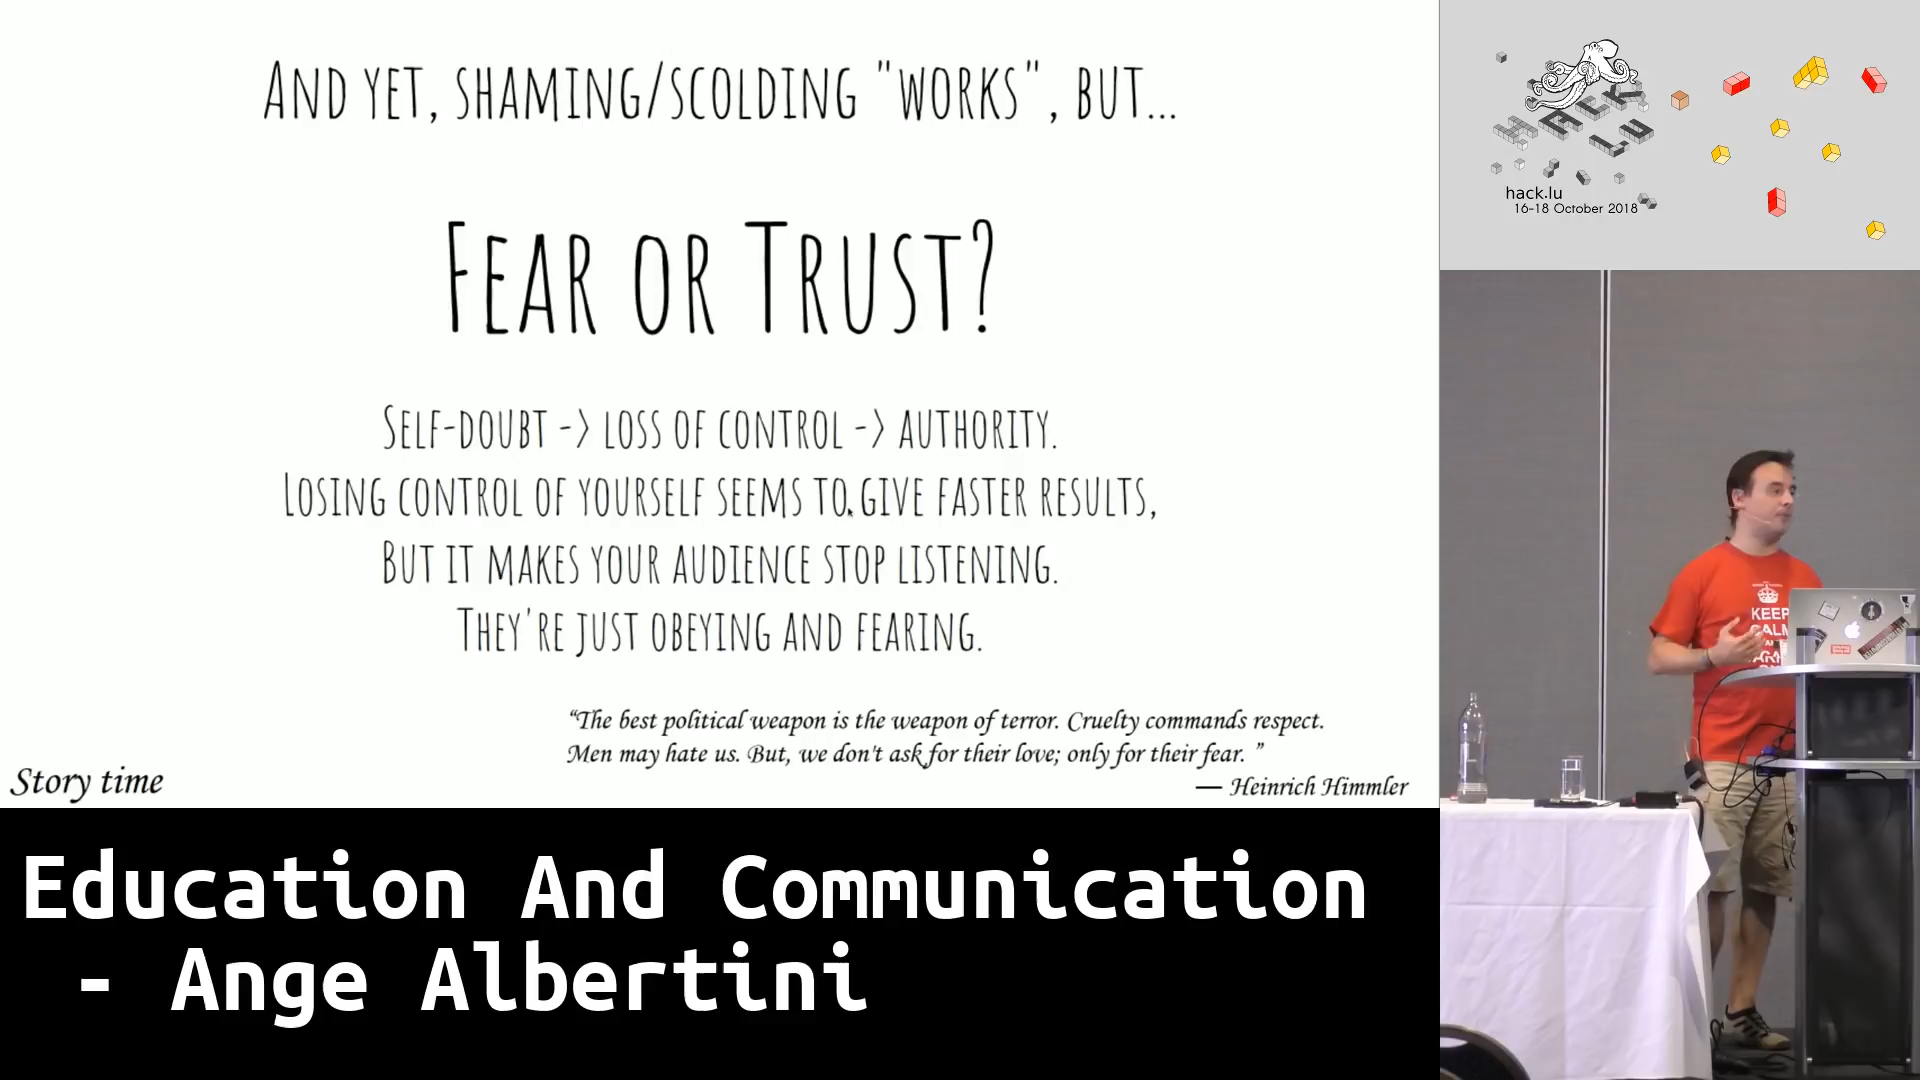 AND YET, SHAMING/SCOLDING "WORKS", BUT...
FEAR OR TRUST?
SELF-DOUBT -> LOSS OF CONTROL -> AUTHORITY.
LOSING CONTROL OF YOURSELF SEEMS TO GIVE FASTER RESULTS,
BUT IT MAKES YOUR AUDIENCE STOP LISTENING.
THEY'RE JUST OBEYING AND FEARING.
“The best political weapon is the weapon of terror. Cruelty commands respect.
Men may hate us. But, we don't ask for their love; only for their fear. ”
— Heinrich Himmler
Story time
Education And Communication
- Ange Albertini
HACK
LU
hack.lu
16-18 October 2018
KEEP
CALM